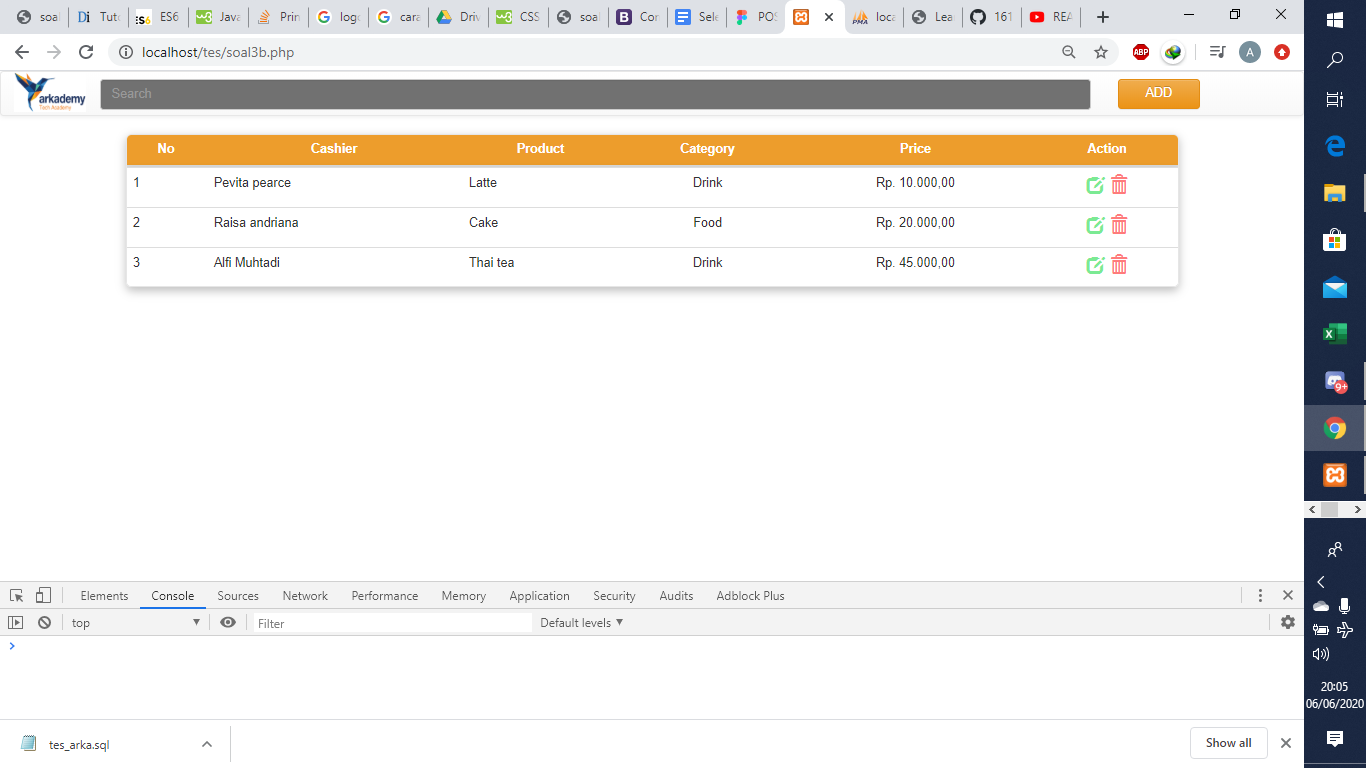 soal
Tuto
ES6
Java
Prin
logo
cara
Driv
CSS
soal
Con
Sele
POS
loca
Lea
161
REA
localhost/tes/soal3b.php
ABP
A
arkademy
Tech Academy
Search
ADD
No Cashier Product Category Price Action
1 Pevita pearce Latte Drink Rp. 10.000,00
2 Raisa andriana Cake Food Rp. 20.000,00
3 Alfi Muhtadi Thai tea Drink Rp. 45.000,00
Elements Console Sources Network Performance Memory Application Security Audits Adblock Plus
top Filter Default levels
tes_arka.sql
Show all
9+
20:05
06/06/2020